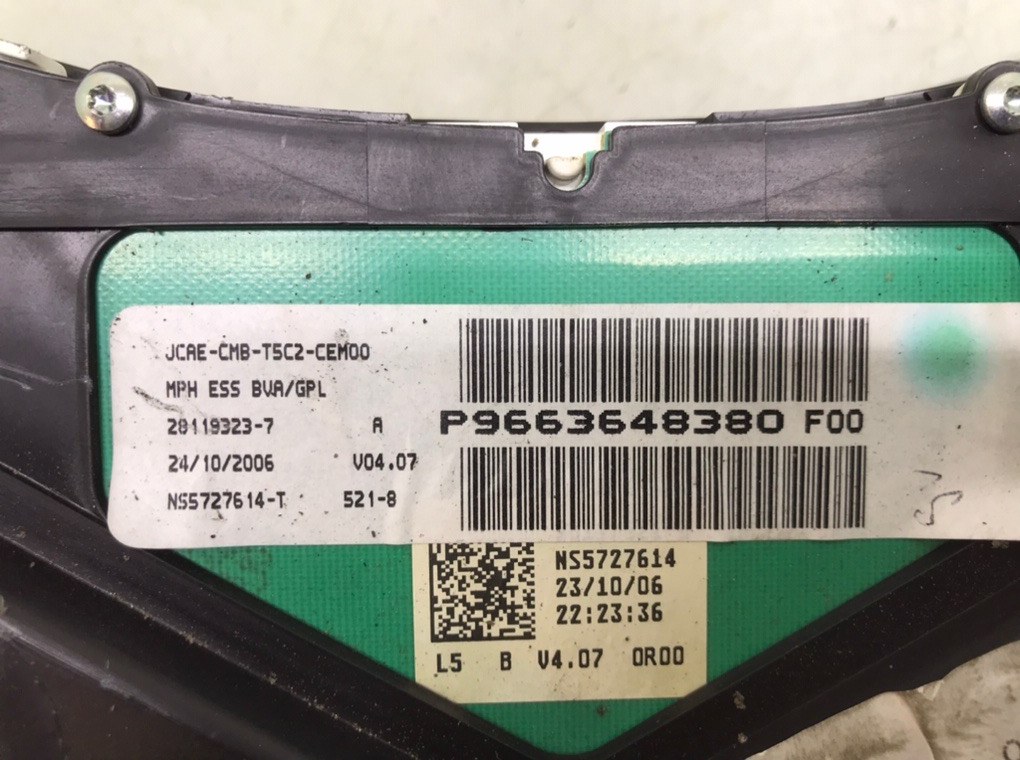 JCAE-CMB-T5C2-CEM00
MPH ESS BVA/GPL
28119323-7 A
24/10/2006 V04.07
NS5727614-T 521-8
P9663648380 F00
NS5727614
23/10/06
22:23:36
L5 B V4.07 0R00